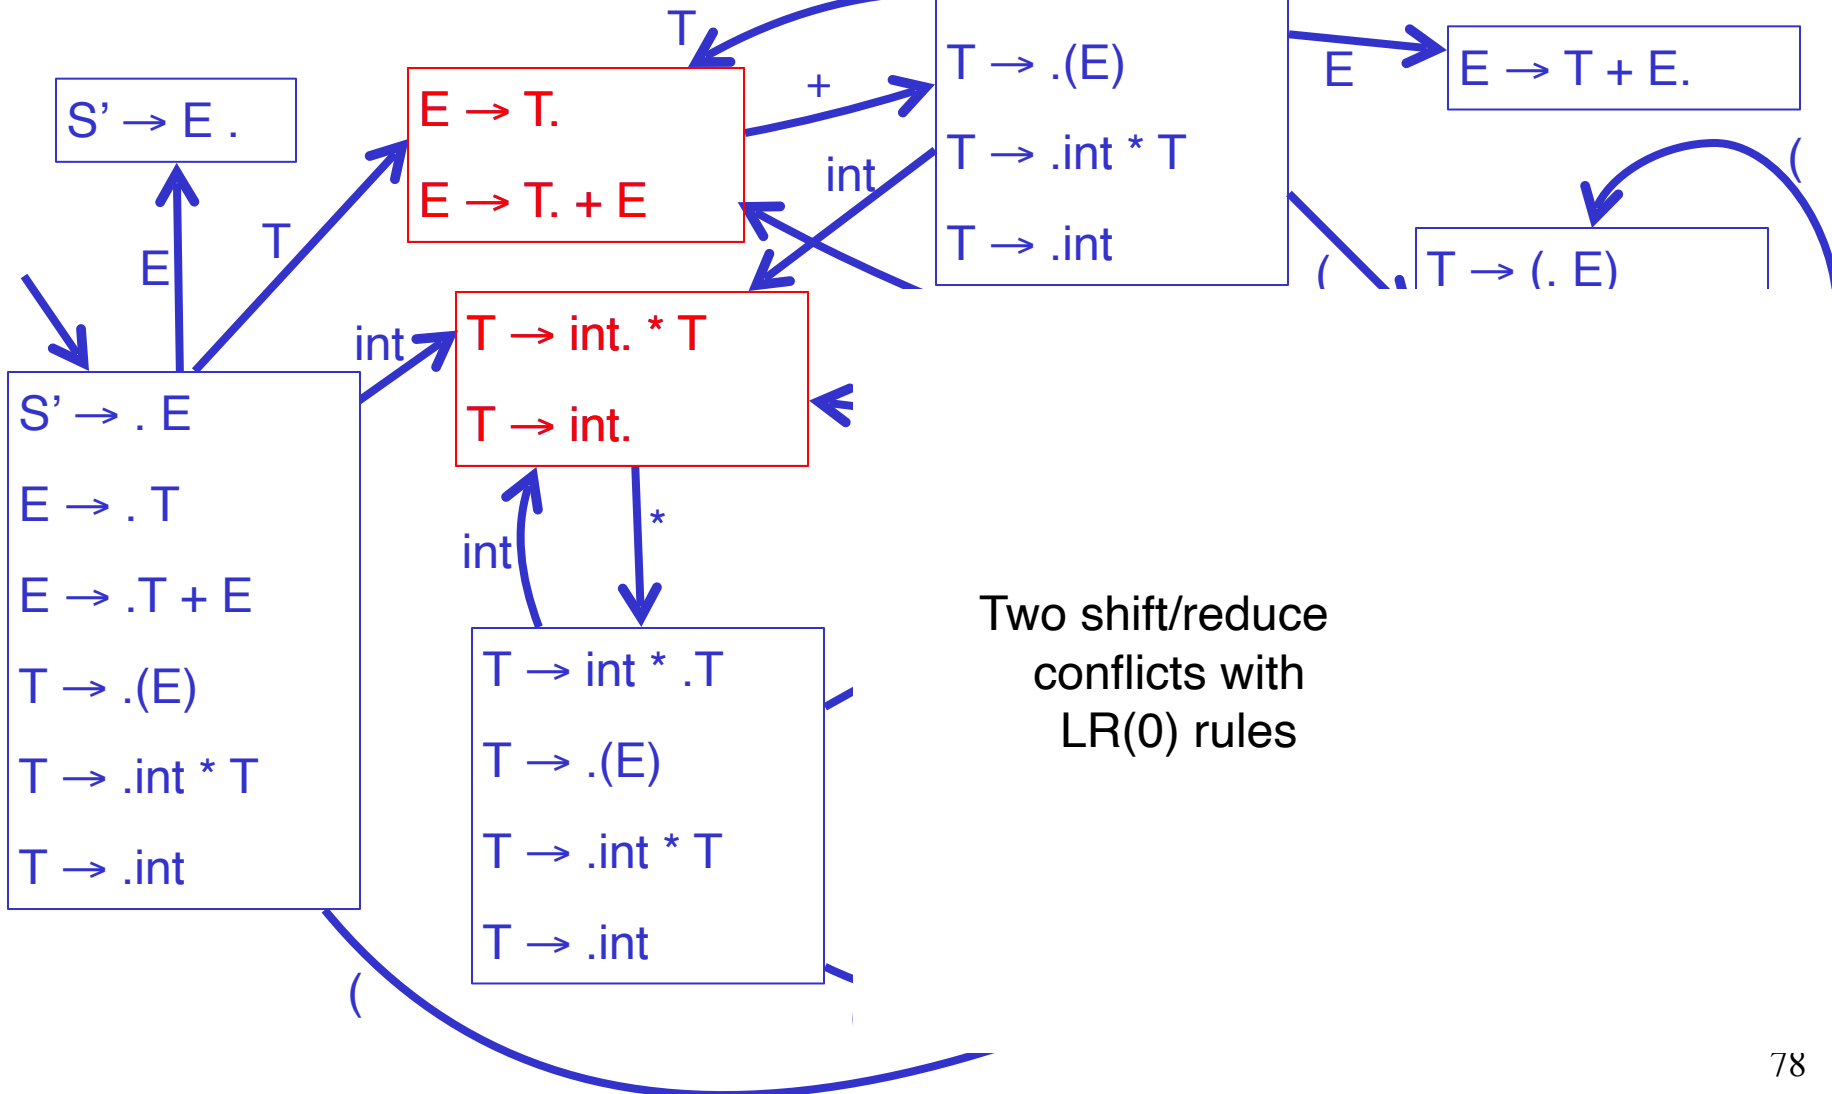 T
T → .(E)
E
E → T + E.
S’ → E .
E → T.
+
T → .int * T
(
E → T. + E
int
T → .int
T
E
(
T → (. E)
int
T → int. * T
S’ → . E
T → int.
E → . T
*
int
E → .T + E
Two shift/reduce
conflicts with
LR(0) rules
T → .(E)
T → int * .T
T → .int * T
T → .(E)
T → .int
T → .int * T
T → .int
(
78